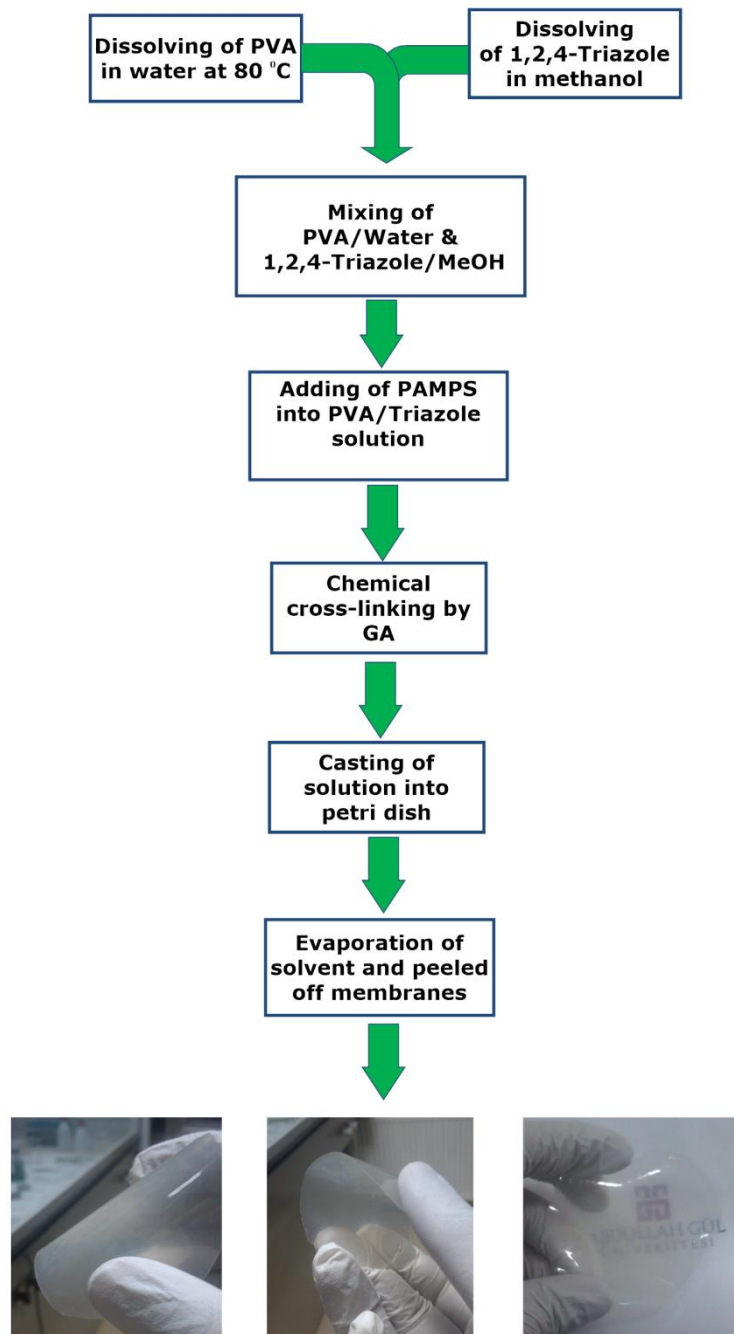 Dissolving of PVA
in water at 80 °C
Dissolving
of 1,2,4-Triazole
in methanol
Mixing of
PVA/Water &
1,2,4-Triazole/MeOH
Adding of PAMPS
into PVA/Triazole
solution
Chemical
cross-linking by
GA
Casting of
solution into
petri dish
Evaporation of
solvent and peeled
off membranes
ABDULLAH GÜL